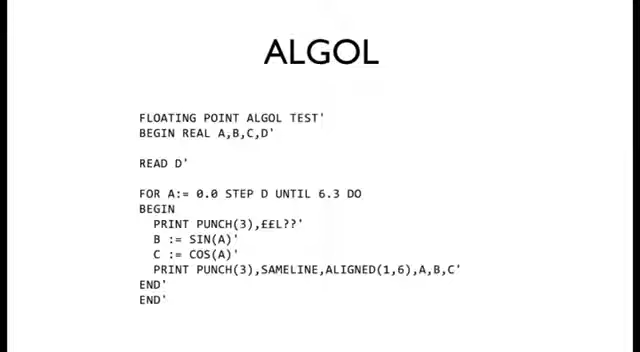 ALGOL
FLOATING POINT ALGOL TEST'
BEGIN REAL A,B,C,D'
READ D'
FOR A:= 0.0 STEP D UNTIL 6.3 DO
BEGIN
PRINT PUNCH(3),££L??'
B := SIN(A)'
C := COS(A)'
PRINT PUNCH(3),SAMELINE,ALIGNED(1,6),A,B,C'
END'
END'